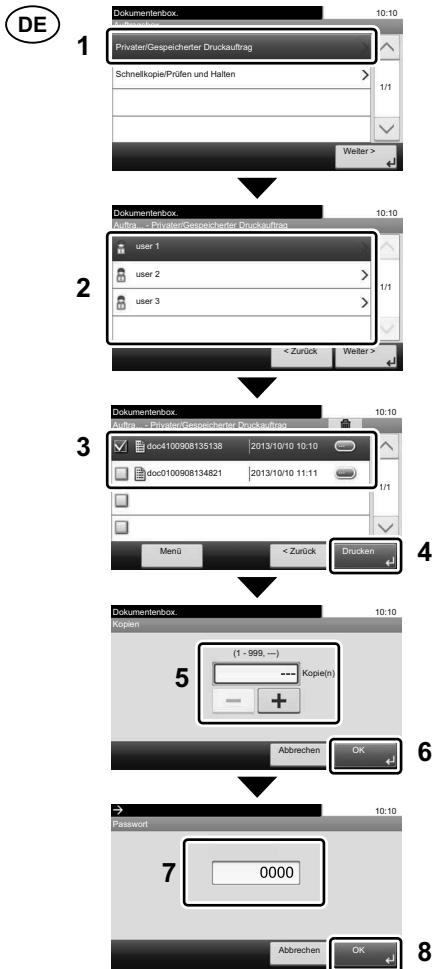 DE
Dokumentenbox. 10:10
Auftragsbox
1
Privater/Gespeicherter Druckauftrag
Schnellkopie/Prüfen und Halten
1/1
Weiter >
Dokumentenbox. 10:10
Auftra... - Privater/Gespeicherter Druckauftrag
2
user 1
user 2
user 3
1/1
< Zurück Weiter >
Dokumentenbox. 10:10
Auftra... - Privater/Gespeicherter Druckauftrag
3
doc4100908135138 2013/10/10 10:10
doc0100908134821 2013/10/10 11:11
1/1
Menü < Zurück Drucken 4
Dokumentenbox. 10:10
Kopien
(1 - 999, ---)
5 --- Kopie(n)
Abbrechen OK 6
10:10
Passwort
7 0000
Abbrechen OK 8